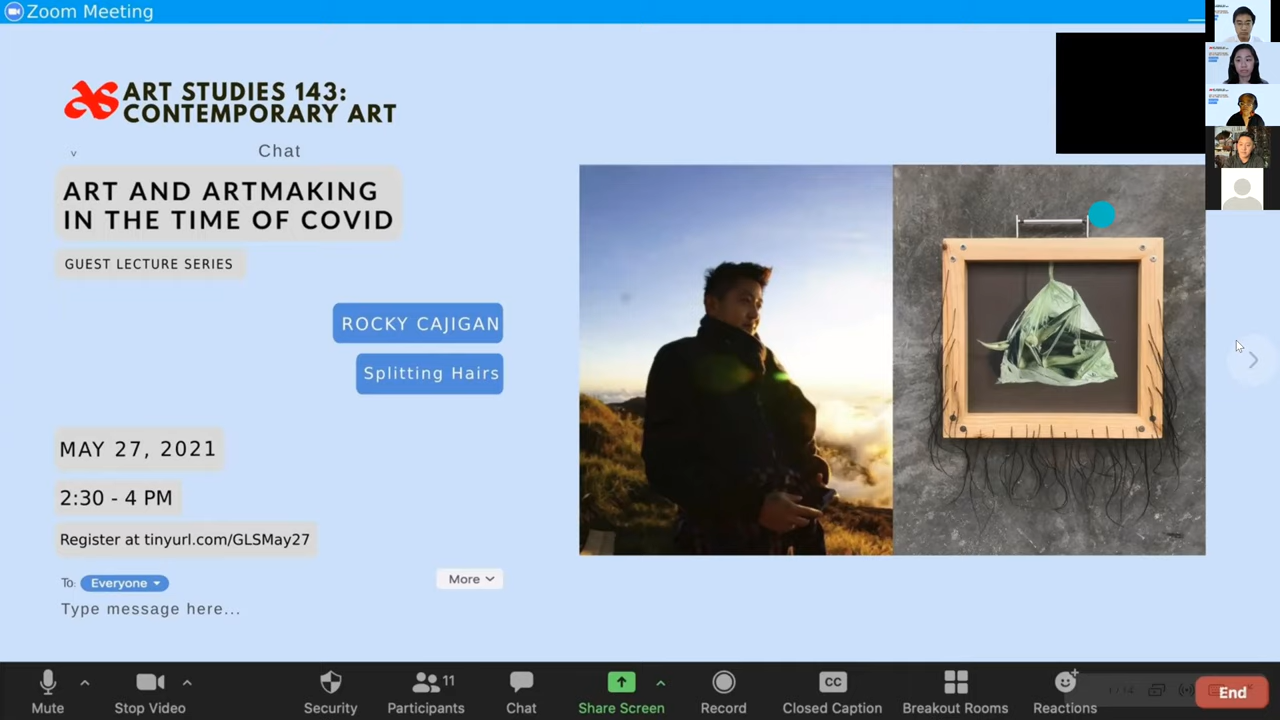 Zoom Meeting
ART STUDIES 143:
CONTEMPORARY ART
v
Chat
ART AND ARTMAKING
IN THE TIME OF COVID
GUEST LECTURE SERIES
ROCKY CAJIGAN
Splitting Hairs
MAY 27, 2021
2:30 - 4 PM
Register at tinyurl.com/GLSMay27
To: Everyone
More
Type message here...
Mute
Stop Video
Security
Participants
11
Chat
Share Screen
Record
CC
Closed Caption
Breakout Rooms
Reactions
1 / 14
End